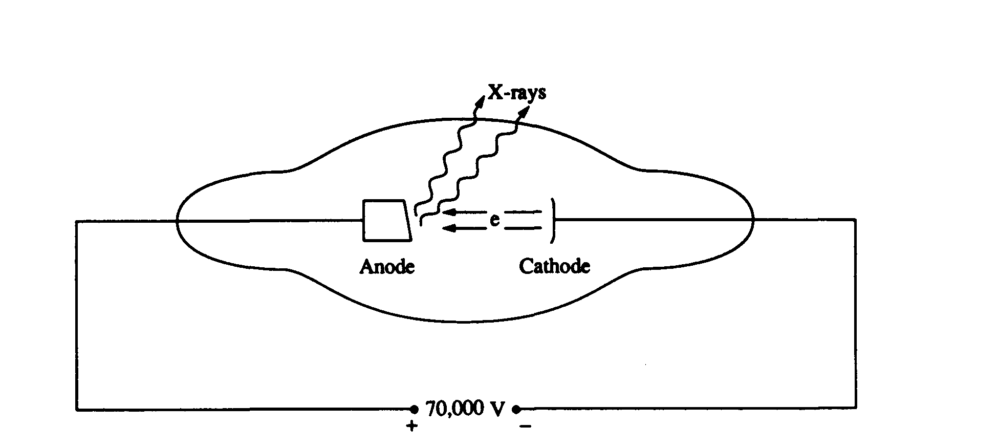 X-rays
e
Anode
Cathode
70,000 V
+
−